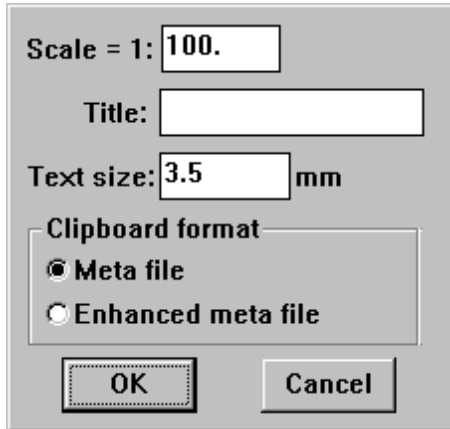 Scale = 1: 100.
Title:
Text size: 3.5 mm
Clipboard format
Meta file
Enhanced meta file
OK Cancel